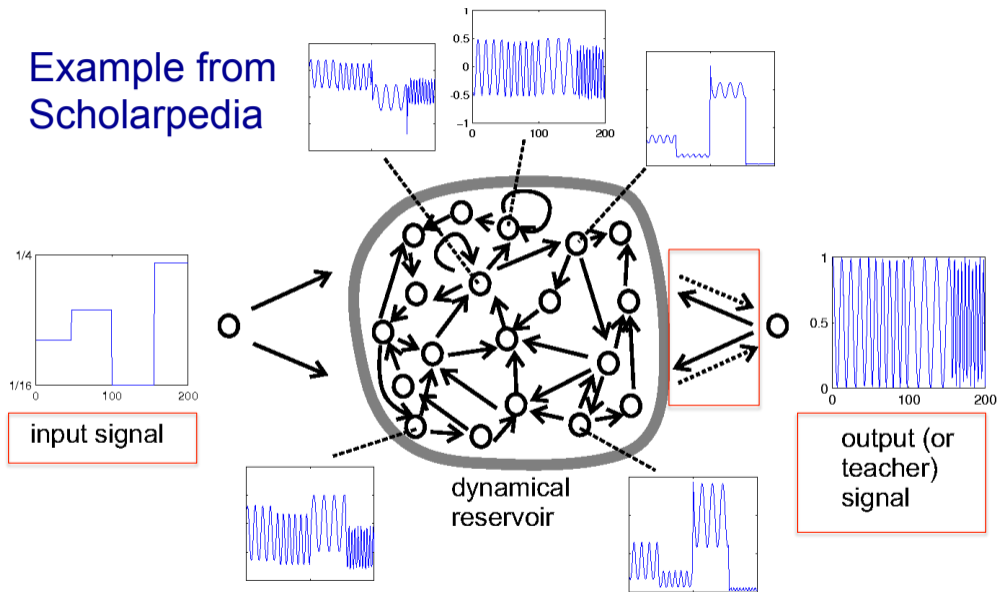 Example from
Scholarpedia
1
0.5
0
-0.5
-1
0
100
200
1/4
1/16
0
100
200
input signal
dynamical
reservoir
1
0.5
0
0
100
200
output (or
teacher)
signal